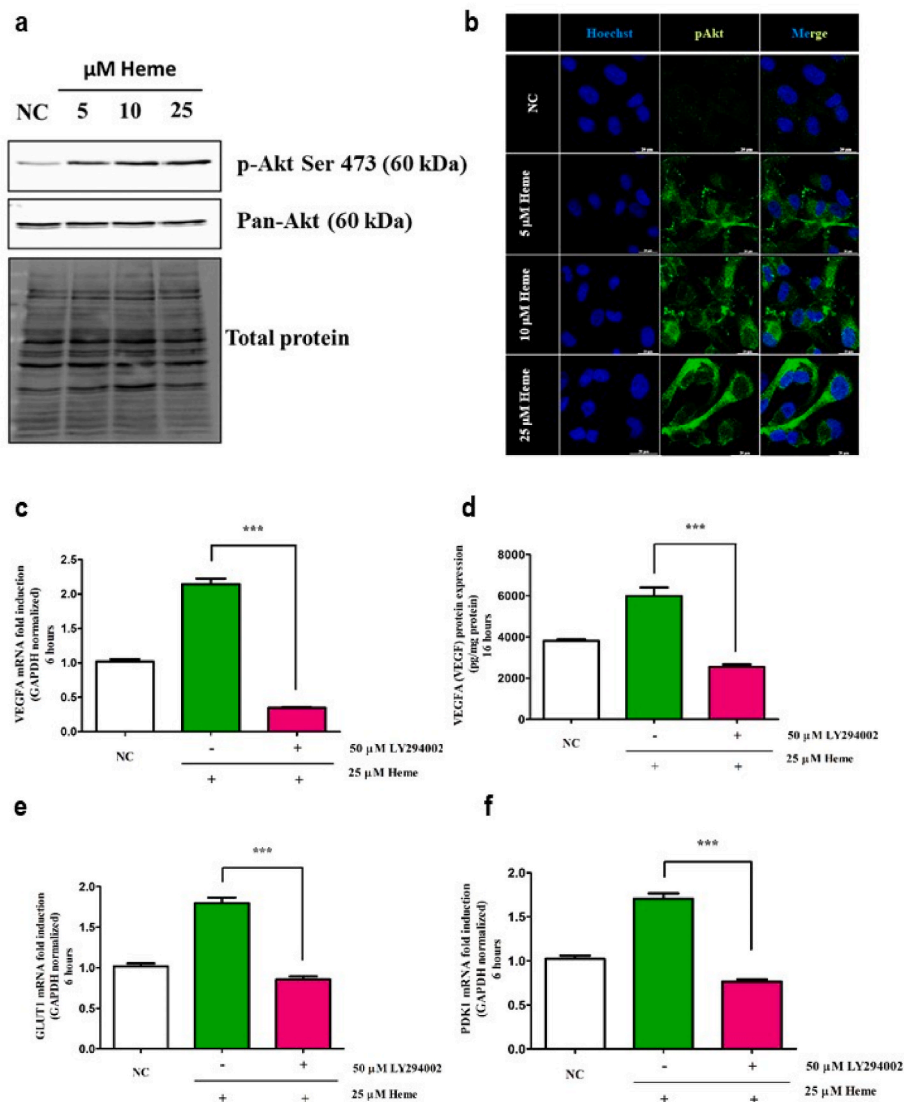 a
µM Heme
NC 5 10 25
p-Akt Ser 473 (60 kDa)
Pan-Akt (60 kDa)
Total protein
b
Hoechst pAkt Merge
NC
5 µM Heme
10 µM Heme
25 µM Heme
c
***
2.5
2.0
1.5
1.0
0.5
0.0
VEGFA mRNA fold induction
(GAPDH normalized)
6 hours
NC
- + 50 µM LY294002
+ + 25 µM Heme
d
***
8000
6000
4000
2000
0
VEGFA (VEGF) protein expression
(pg/mg protein)
16 hours
NC
- + 50 µM LY294002
+ + 25 µM Heme
e
***
2.0
1.5
1.0
0.5
0.0
GLUT1 mRNA fold induction
(GAPDH normalized)
6 hours
NC
- + 50 µM LY294002
+ + 25 µM Heme
f
***
2.0
1.5
1.0
0.5
0.0
PDK1 mRNA fold induction
(GAPDH normalized)
6 hours
NC
- + 50 µM LY294002
+ + 25 µM Heme